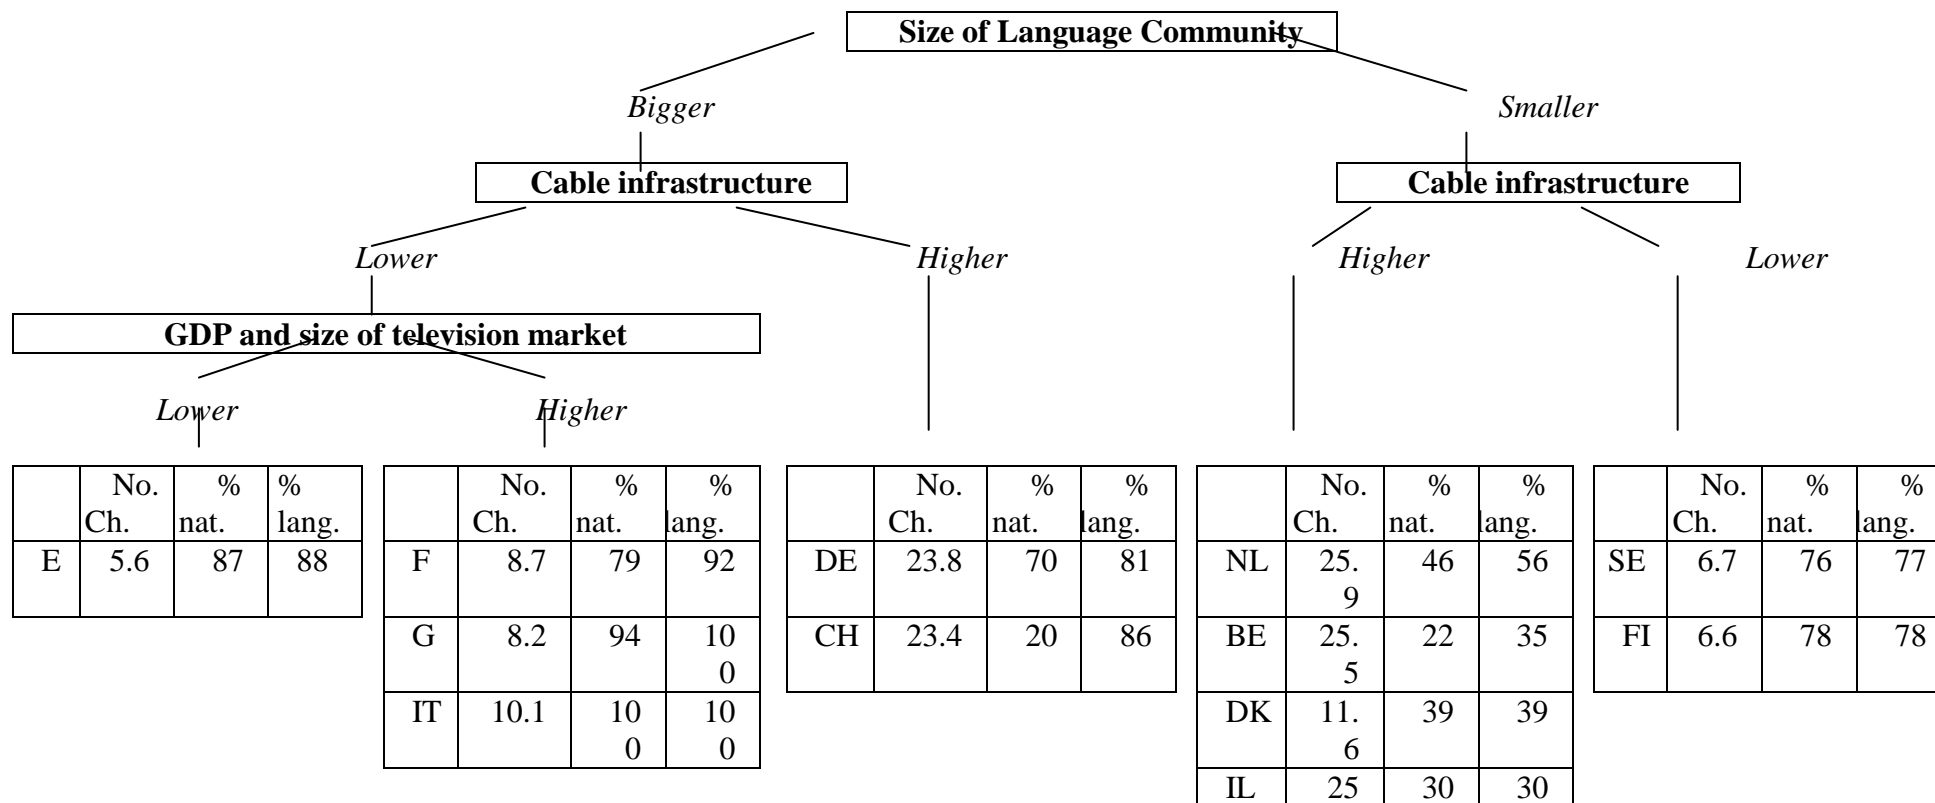 Size of Language Community
Bigger
Smaller
Cable infrastructure
Cable infrastructure
Lower
Higher
Higher
Lower
GDP and size of television market
Lower
Higher
No. Ch. % nat. % lang.
E 5.6 87 88
No. Ch. % nat. % lang.
F 8.7 79 92
G 8.2 94 100
IT 10.1 100 100
No. Ch. % nat. % lang.
DE 23.8 70 81
CH 23.4 20 86
No. Ch. % nat. % lang.
NL 25.9 46 56
BE 25.5 22 35
DK 11.6 39 39
IL 25 30 30
No. Ch. % nat. % lang.
SE 6.7 76 77
FI 6.6 78 78